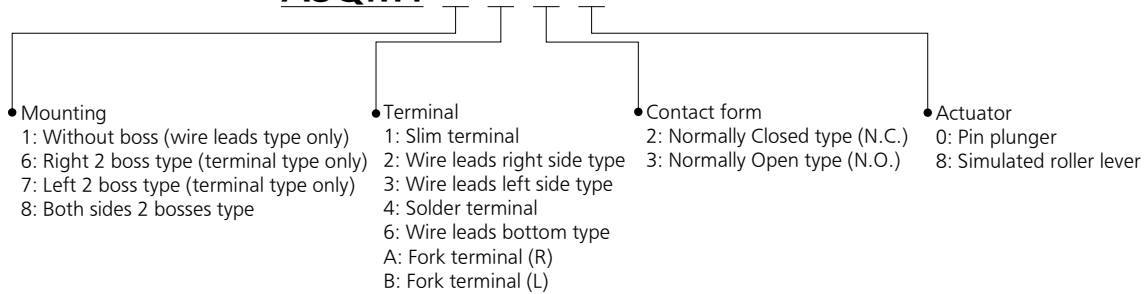 Mounting
1: Without boss (wire leads type only)
6: Right 2 boss type (terminal type only)
7: Left 2 boss type (terminal type only)
8: Both sides 2 bosses type
Terminal
1: Slim terminal
2: Wire leads right side type
3: Wire leads left side type
4: Solder terminal
6: Wire leads bottom type
A: Fork terminal (R)
B: Fork terminal (L)
Contact form
2: Normally Closed type (N.C.)
3: Normally Open type (N.O.)
Actuator
0: Pin plunger
8: Simulated roller lever